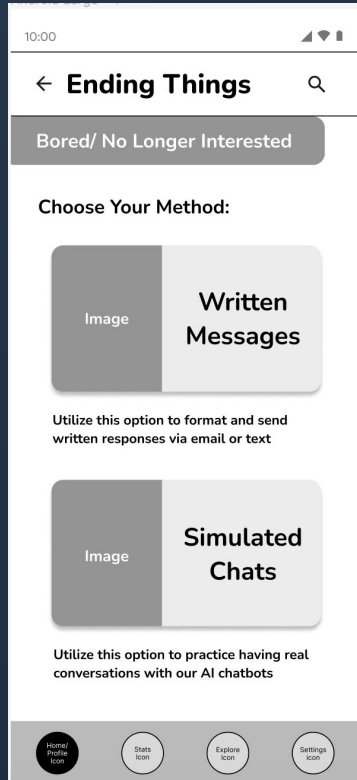 10:00
Ending Things
Bored/ No Longer Interested
Choose Your Method:
Image
Written
Messages
Utilize this option to format and send
written responses via email or text
Image
Simulated
Chats
Utilize this option to practice having real
conversations with our AI chatbots
Home/
Profile
Icon
Stats
Icon
Explore
Icon
Settings
icon